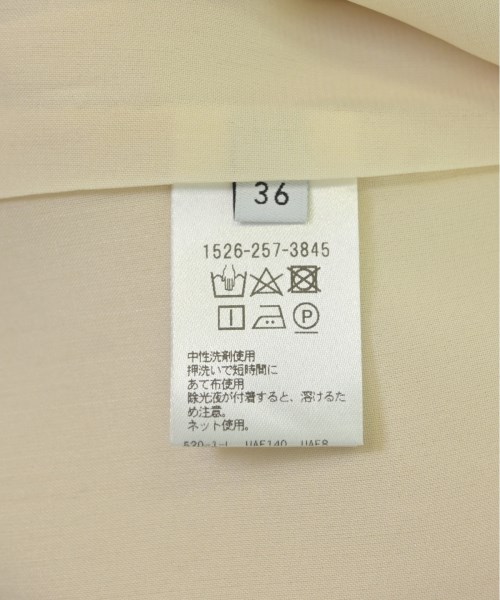 36
1526-257-3845
P
中性洗剤使用
押洗いで短時間に
あて布使用
除光液が付着すると、溶けるた
め注意。
ネット使用。